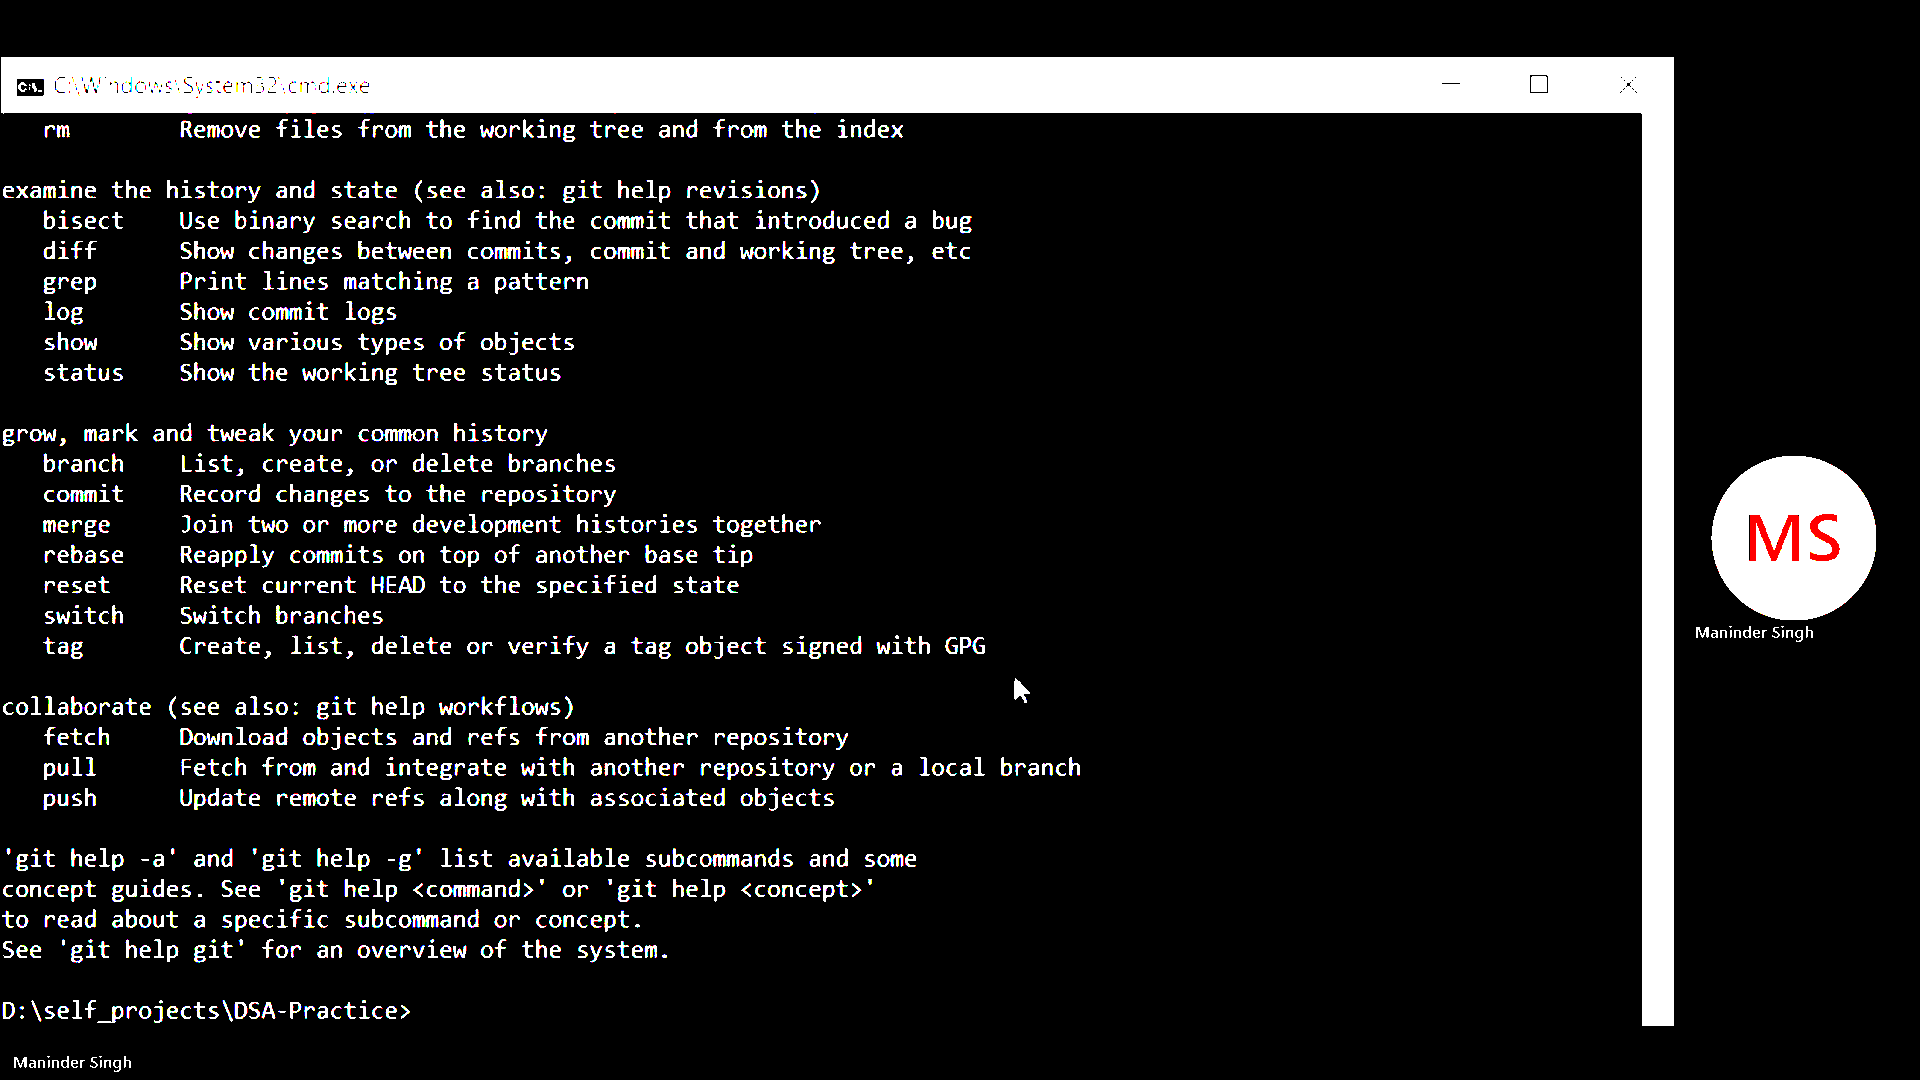 C:\Windows\System32\cmd.exe
rm Remove files from the working tree and from the index
examine the history and state (see also: git help revisions)
bisect Use binary search to find the commit that introduced a bug
diff Show changes between commits, commit and working tree, etc
grep Print lines matching a pattern
log Show commit logs
show Show various types of objects
status Show the working tree status
grow, mark and tweak your common history
branch List, create, or delete branches
commit Record changes to the repository
merge Join two or more development histories together
rebase Reapply commits on top of another base tip
reset Reset current HEAD to the specified state
switch Switch branches
tag Create, list, delete or verify a tag object signed with GPG
collaborate (see also: git help workflows)
fetch Download objects and refs from another repository
pull Fetch from and integrate with another repository or a local branch
push Update remote refs along with associated objects
'git help -a' and 'git help -g' list available subcommands and some
concept guides. See 'git help <command>' or 'git help <concept>'
to read about a specific subcommand or concept.
See 'git help git' for an overview of the system.
D:\self_projects\DSA-Practice>
MS
Maninder Singh
Maninder Singh